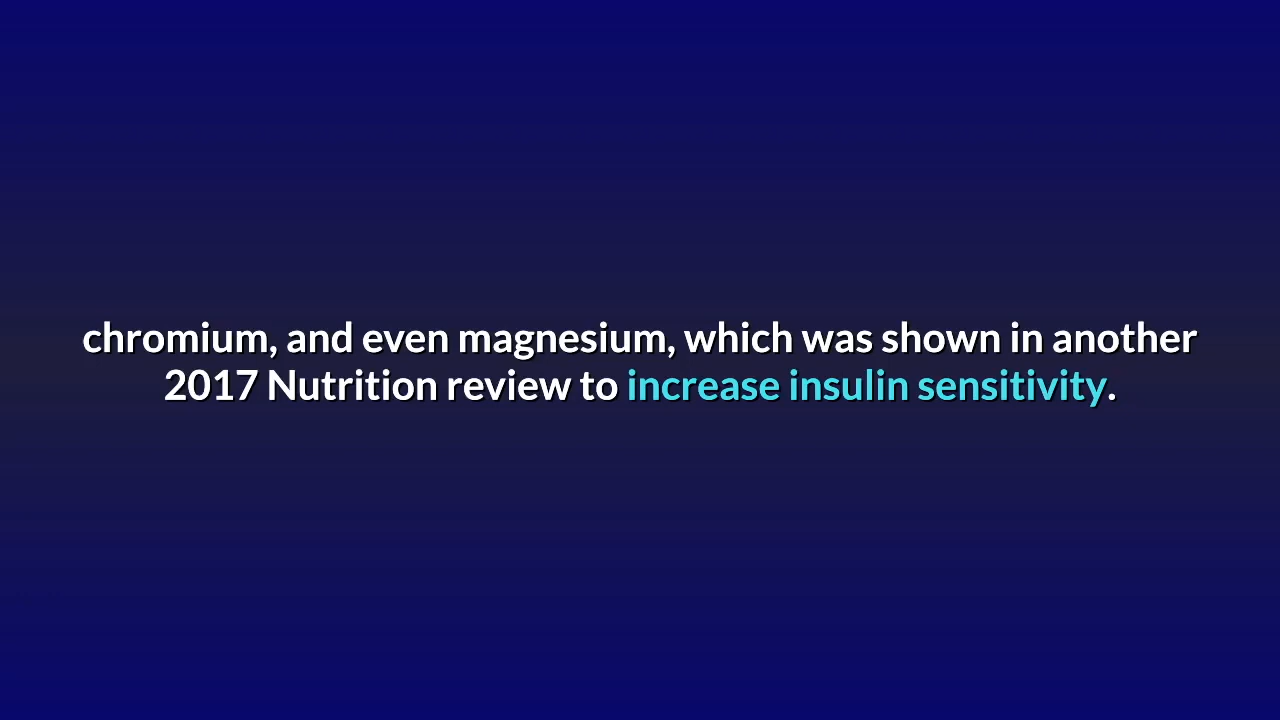 chromium, and even magnesium, which was shown in another
2017 Nutrition review to increase insulin sensitivity.